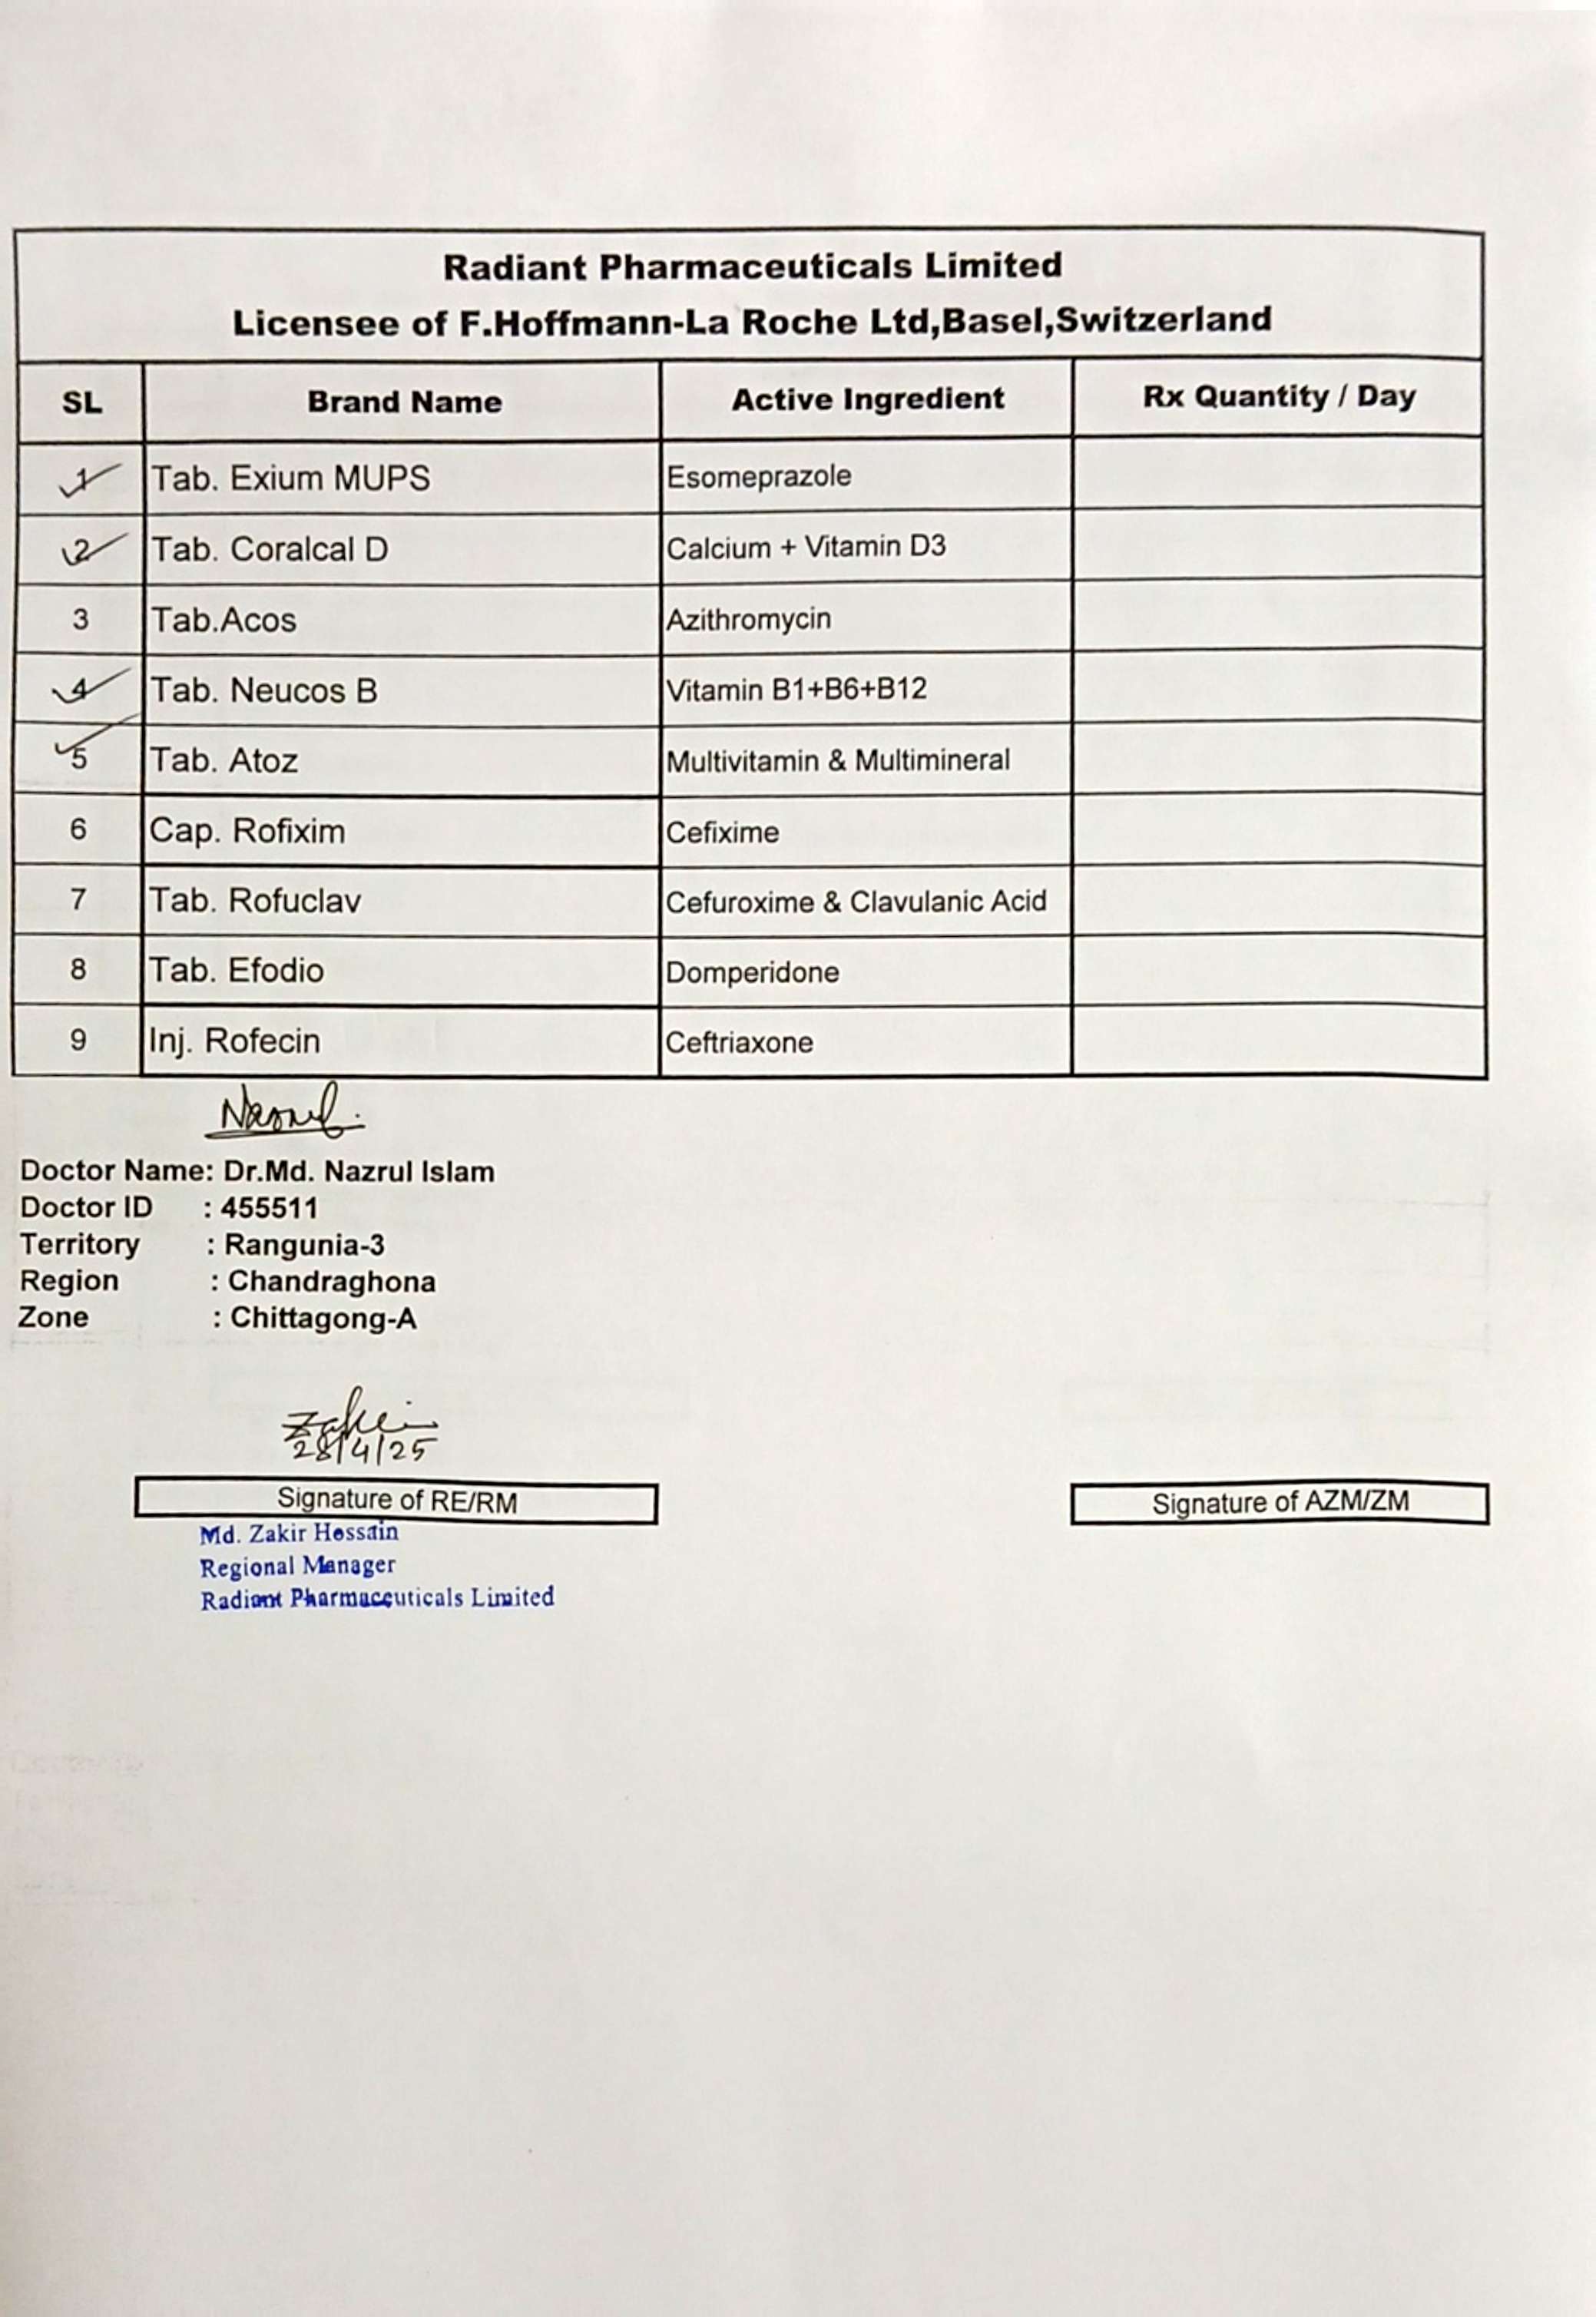 Radiant Pharmaceuticals Limited
Licensee of F.Hoffmann-La Roche Ltd,Basel,Switzerland
SL Brand Name Active Ingredient Rx Quantity / Day
1 Tab. Exium MUPS Esomeprazole
2 Tab. Coralcal D Calcium + Vitamin D3
3 Tab.Acos Azithromycin
4 Tab. Neucos B Vitamin B1+B6+B12
5 Tab. Atoz Multivitamin & Multimineral
6 Cap. Rofixim Cefixime
7 Tab. Rofuclav Cefuroxime & Clavulanic Acid
8 Tab. Efodio Domperidone
9 Inj. Rofecin Ceftriaxone
Doctor Name: Dr.Md. Nazrul Islam
Doctor ID : 455511
Territory : Rangunia-3
Region : Chandraghona
Zone : Chittagong-A
28/4/25
Signature of RE/RM Signature of AZM/ZM
Md. Zakir Hossain
Regional Manager
Radiant Pharmaceuticals Limited